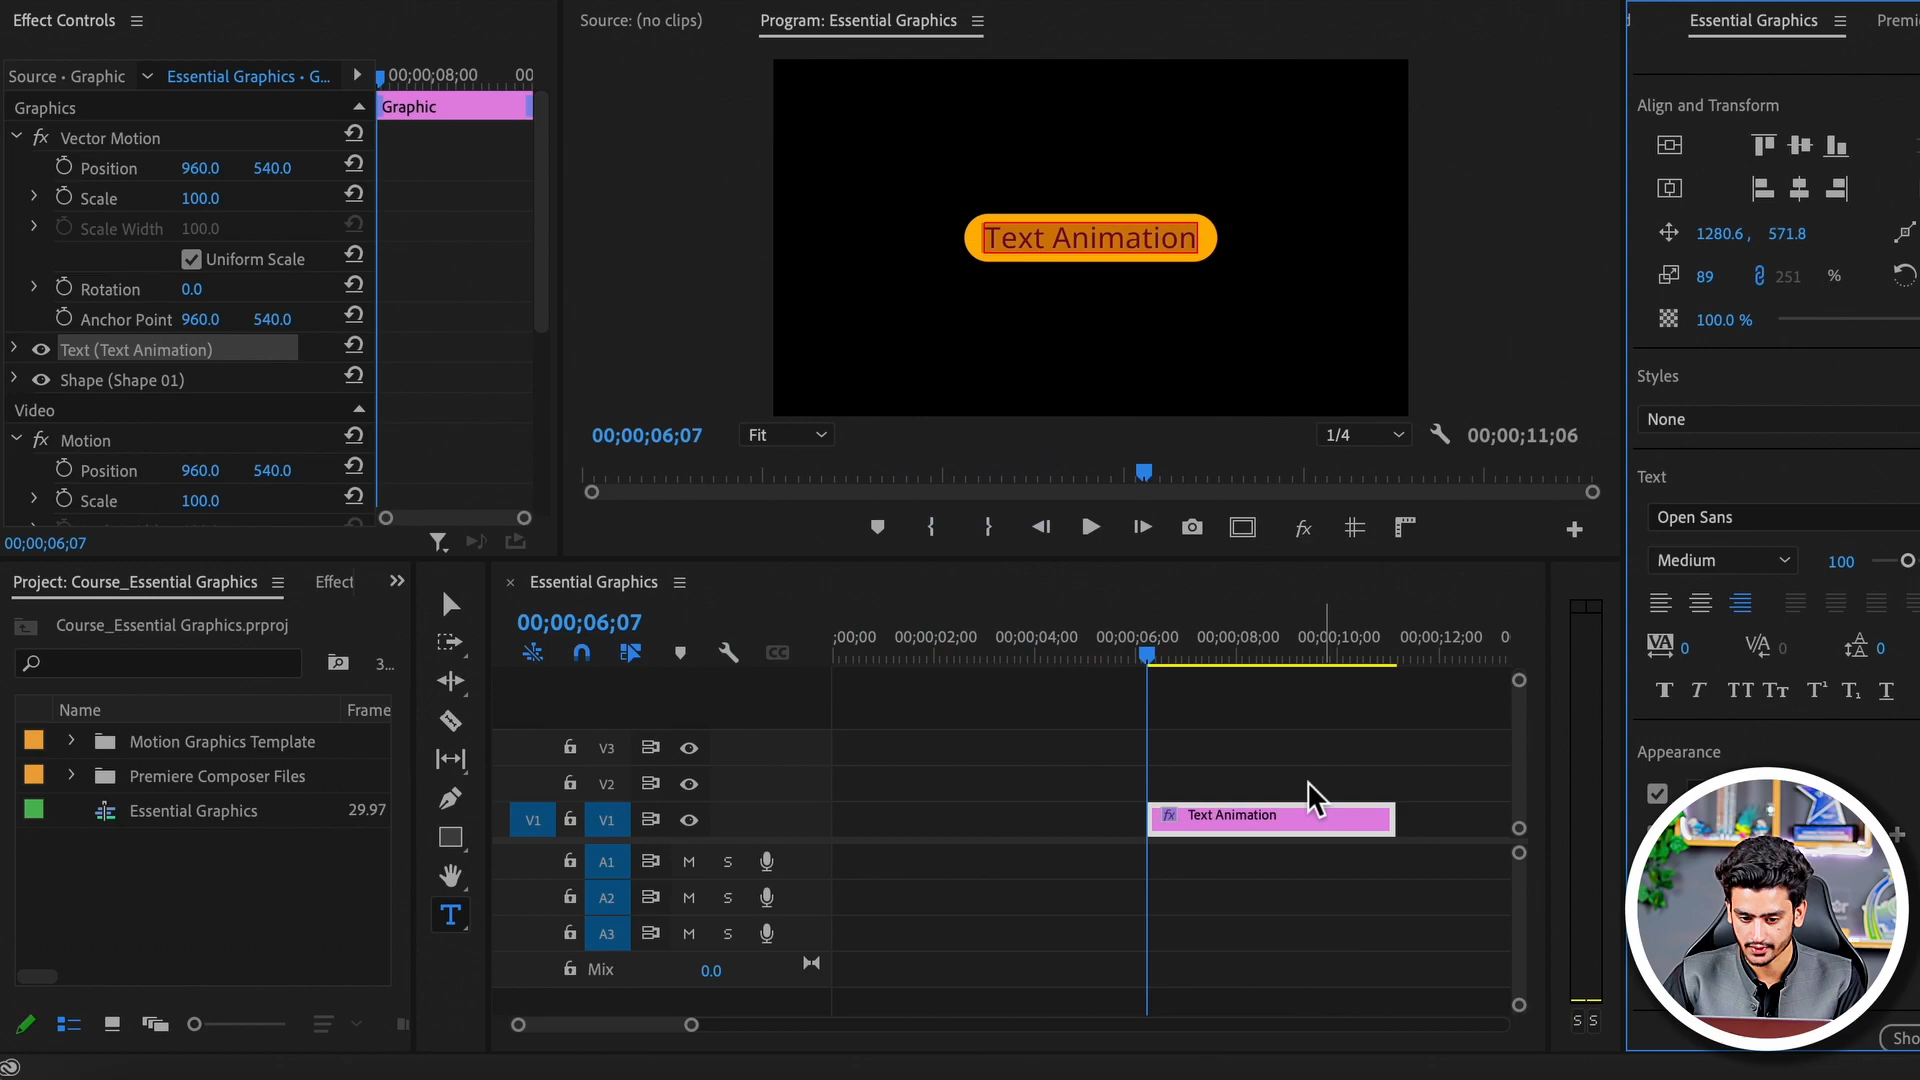 Effect Controls
Source • Graphic
Essential Graphics • G...
00;00;08;00
00
Graphics
Graphic
Vector Motion
Position 960.0 540.0
Scale 100.0
Scale Width 100.0
Uniform Scale
Rotation 0.0
Anchor Point 960.0 540.0
Text (Text Animation)
Shape (Shape 01)
Video
Motion
Position 960.0 540.0
Scale 100.0
00;00;06;07
Source: (no clips)
Program: Essential Graphics
Text Animation
00;00;06;07
Fit
1/4
00;00;11;06
Essential Graphics
Premi
Align and Transform
1280.6 , 571.8
89 251 %
100.0 %
Styles
None
Text
Open Sans
Medium
100
0 0 0
Appearance
Sho
Project: Course_Essential Graphics
Effect
Course_Essential Graphics.prproj
3...
Name
Frame
Motion Graphics Template
Premiere Composer Files
Essential Graphics 29.97
× Essential Graphics
00;00;06;07
;00;00 00;00;02;00 00;00;04;00 00;00;06;00 00;00;08;00 00;00;10;00 00;00;12;00 0
CC
V3
V2
V1 V1
fx Text Animation
A1 M S
A2 M S
A3 M S
Mix 0.0
S S